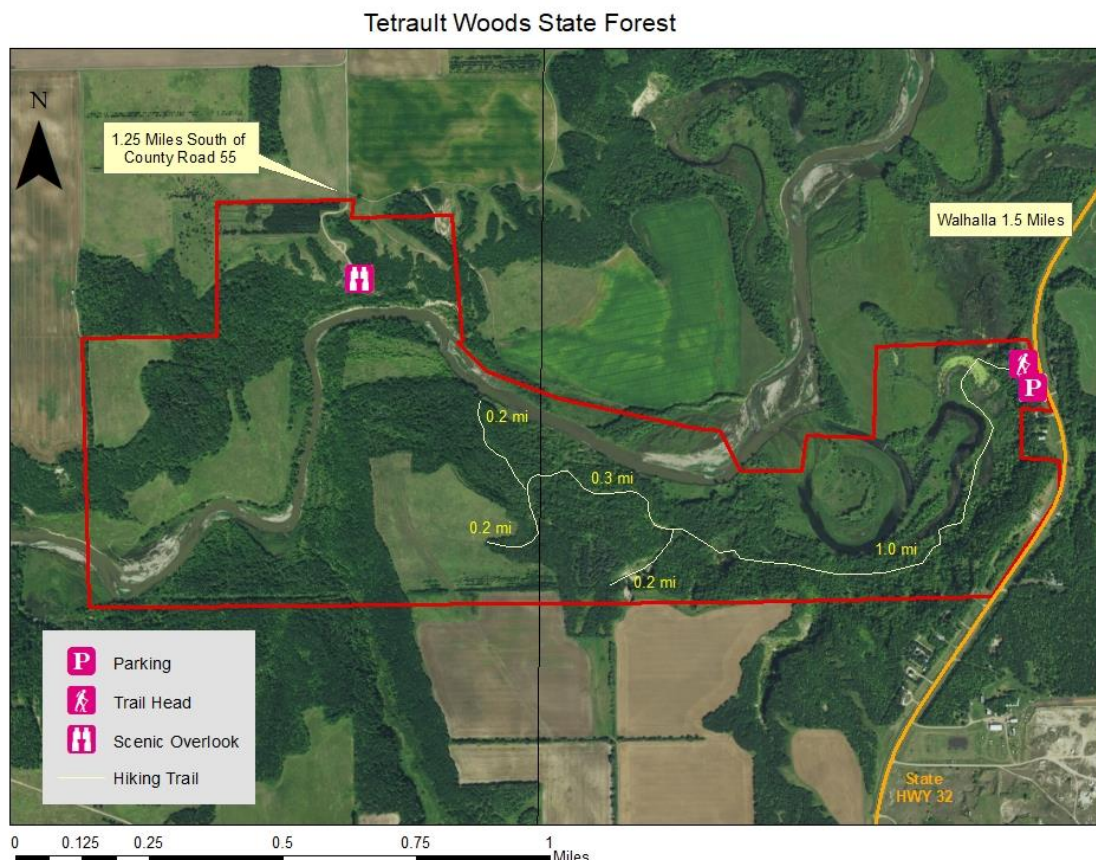 Tetrault Woods State Forest
N
1.25 Miles South of
County Road 55
Walhalla 1.5 Miles
P
0.2 mi
0.3 mi
0.2 mi
1.0 mi
0.2 mi
P Parking
Trail Head
Scenic Overlook
Hiking Trail
State
HWY 32
0 0.125 0.25 0.5 0.75 1
Miles